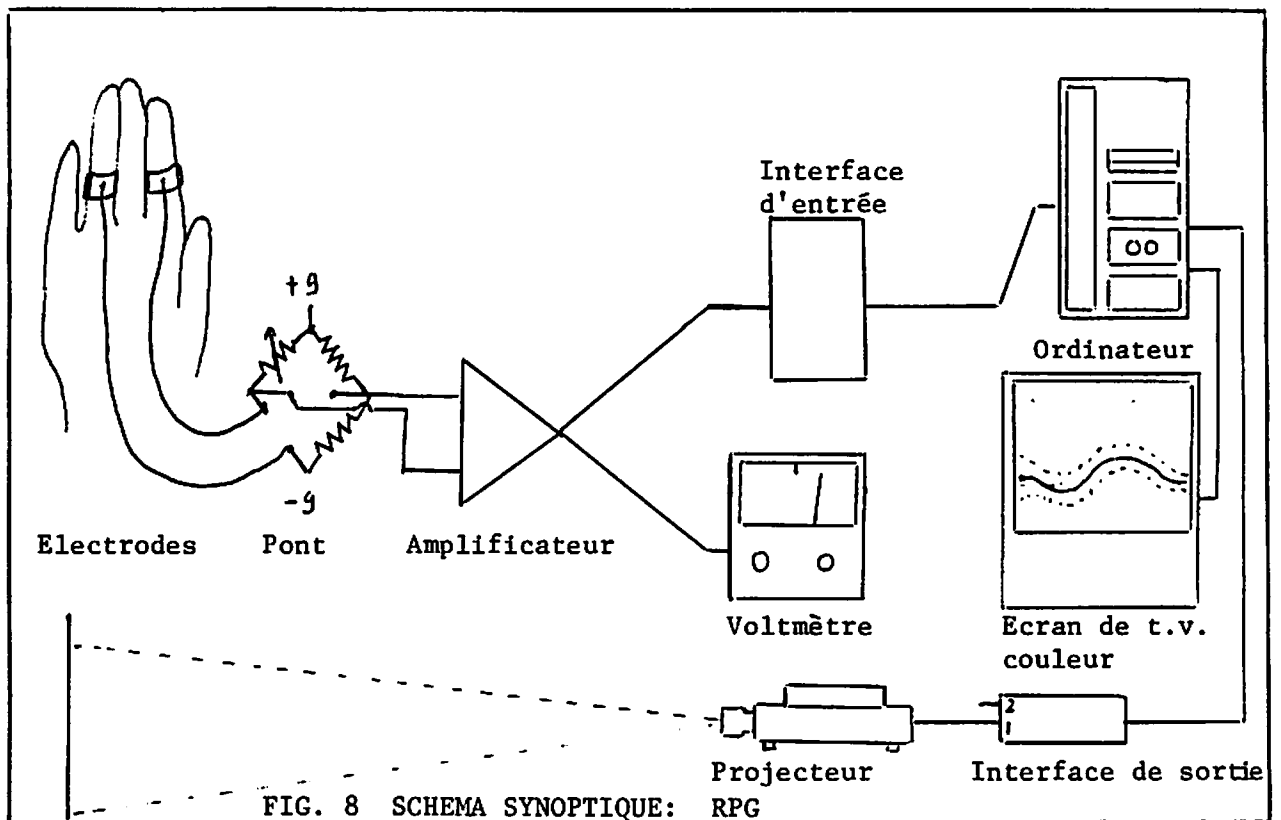 Interface
d'entrée
+9
-9
Ordinateur
Electrodes
Pont
Amplificateur
Voltmètre
Ecran de t.v.
couleur
2
1
Projecteur
Interface de sortie
FIG. 8 SCHEMA SYNOPTIQUE: RPG